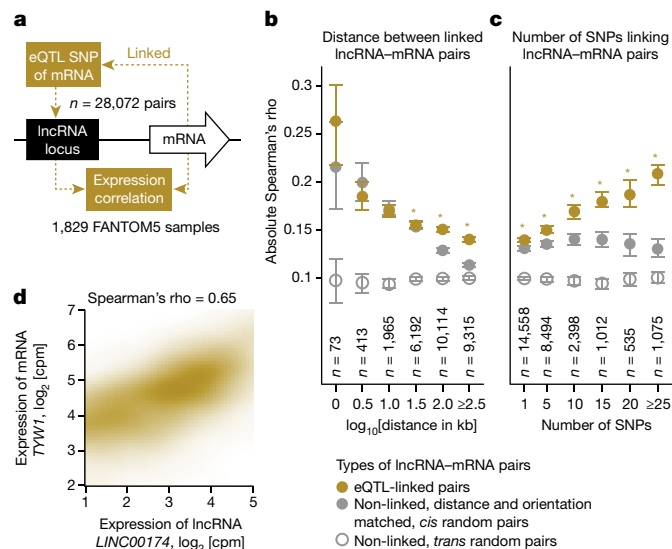 a
eQTL SNP
of mRNA
Linked
n = 28,072 pairs
lncRNA
locus
mRNA
Expression
correlation
1,829 FANTOM5 samples
b
Distance between linked
lncRNA–mRNA pairs
Absolute Spearman's rho
0.3
0.25
0.2
0.15
0.1
n = 73
n = 413
n = 1,965
n = 6,192
n = 10,114
n = 9,315
0 0.5 1.0 1.5 2.0 ≥2.5
log10[distance in kb]
c
Number of SNPs linking
lncRNA–mRNA pairs
* * * * * * * * *
n = 14,558
n = 8,494
n = 2,398
n = 1,012
n = 535
n = 1,075
1 5 10 15 20 ≥25
Number of SNPs
d
Spearman's rho = 0.65
Expression of mRNA
TYW1, log2 [cpm]
7
6
5
4
3
2
1 2 3 4 5
Expression of lncRNA
LINC00174, log2 [cpm]
Types of lncRNA–mRNA pairs
eQTL-linked pairs
Non-linked, distance and orientation
matched, cis random pairs
Non-linked, trans random pairs